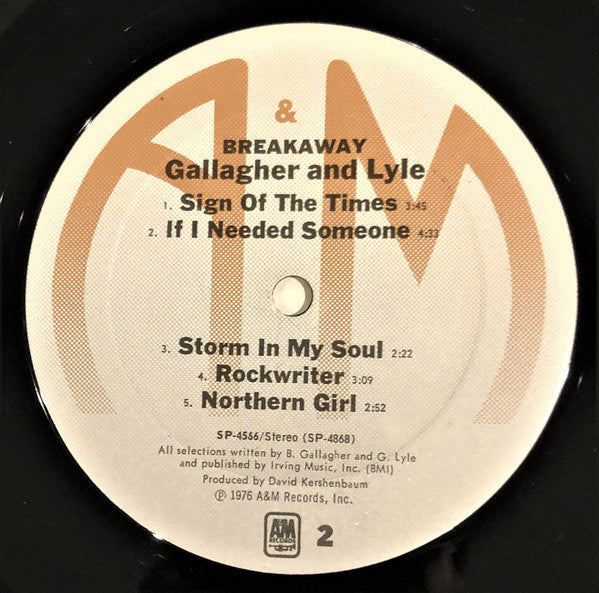 A&M
BREAKAWAY
Gallagher and Lyle
1. Sign Of The Times 3:45
2. If I Needed Someone 4:33
3. Storm In My Soul 2:22
4. Rockwriter 3:09
5. Northern Girl 2:52
SP-4566/Stereo (SP-4868)
All selections written by B. Gallagher and G. Lyle
and published by Irving Music, Inc. (BMI)
Produced by David Kershenbaum
℗ 1976 A&M Records, Inc.
A&M RECORDS 2